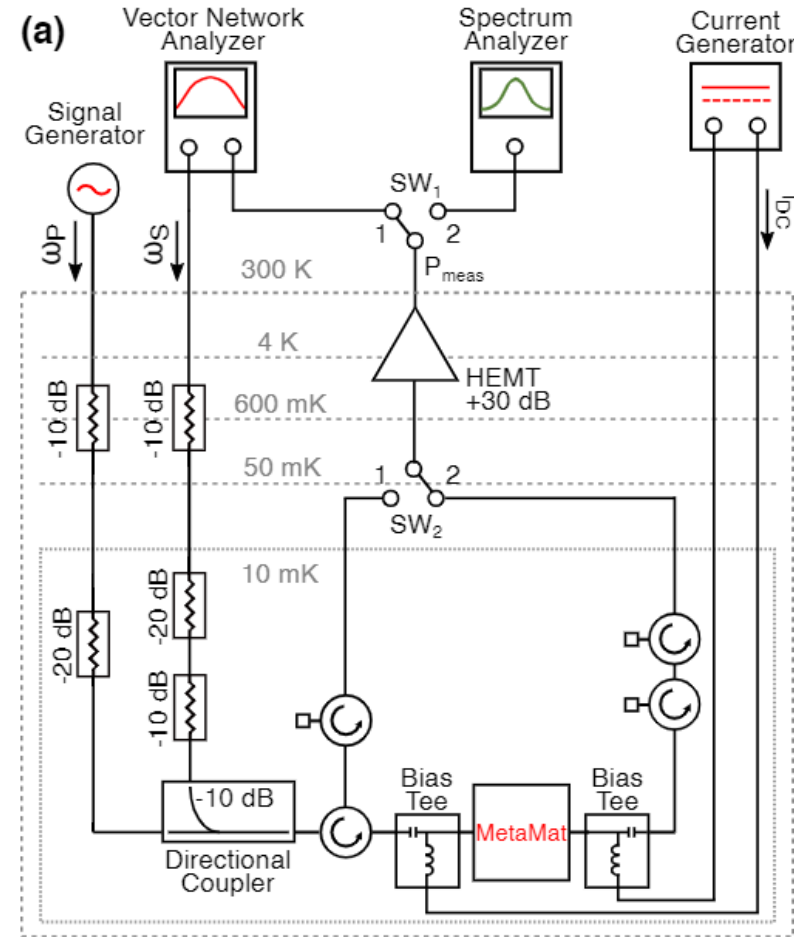 (a)
Vector Network
Analyzer
Spectrum
Analyzer
Current
Generator
Signal
Generator
SW1
1
2
Pmeas
ωP
ωS
IDC
300 K
4 K
HEMT
+30 dB
600 mK
-10 dB
-10 dB
50 mK
1
2
SW2
10 mK
-20 dB
-20 dB
-10 dB
-10 dB
Directional
Coupler
Bias
Tee
MetaMat
Bias
Tee